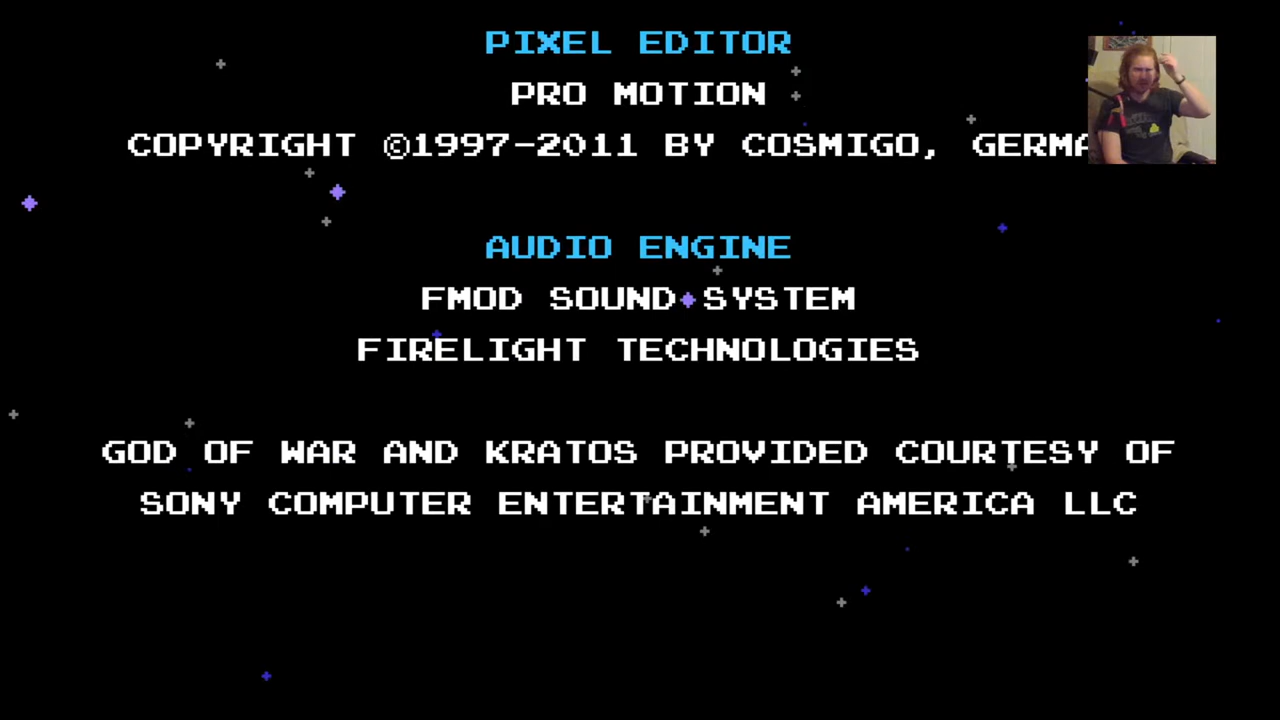 PIXEL EDITOR
PRO MOTION
COPYRIGHT ©1997-2011 BY COSMIGO, GERMA
AUDIO ENGINE
FMOD SOUND SYSTEM
FIRELIGHT TECHNOLOGIES
GOD OF WAR AND KRATOS PROVIDED COURTESY OF
SONY COMPUTER ENTERTAINMENT AMERICA LLC